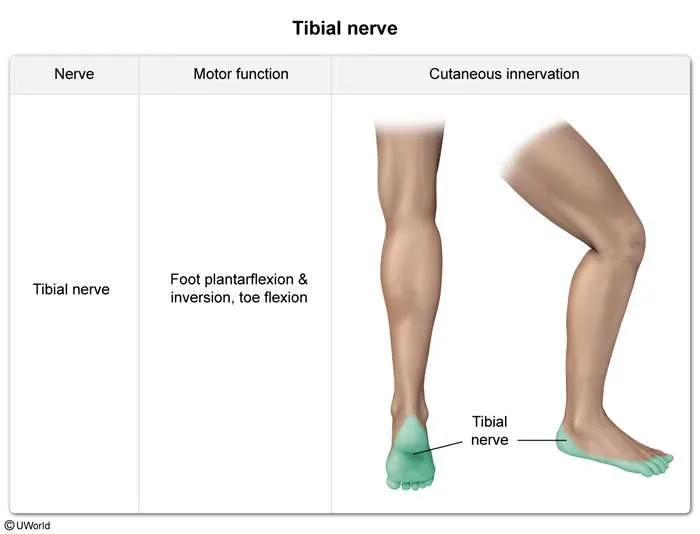 Tibial nerve
Nerve
Motor function
Cutaneous innervation
Tibial nerve
Foot plantarflexion &
inversion, toe flexion
Tibial
nerve
©UWorld